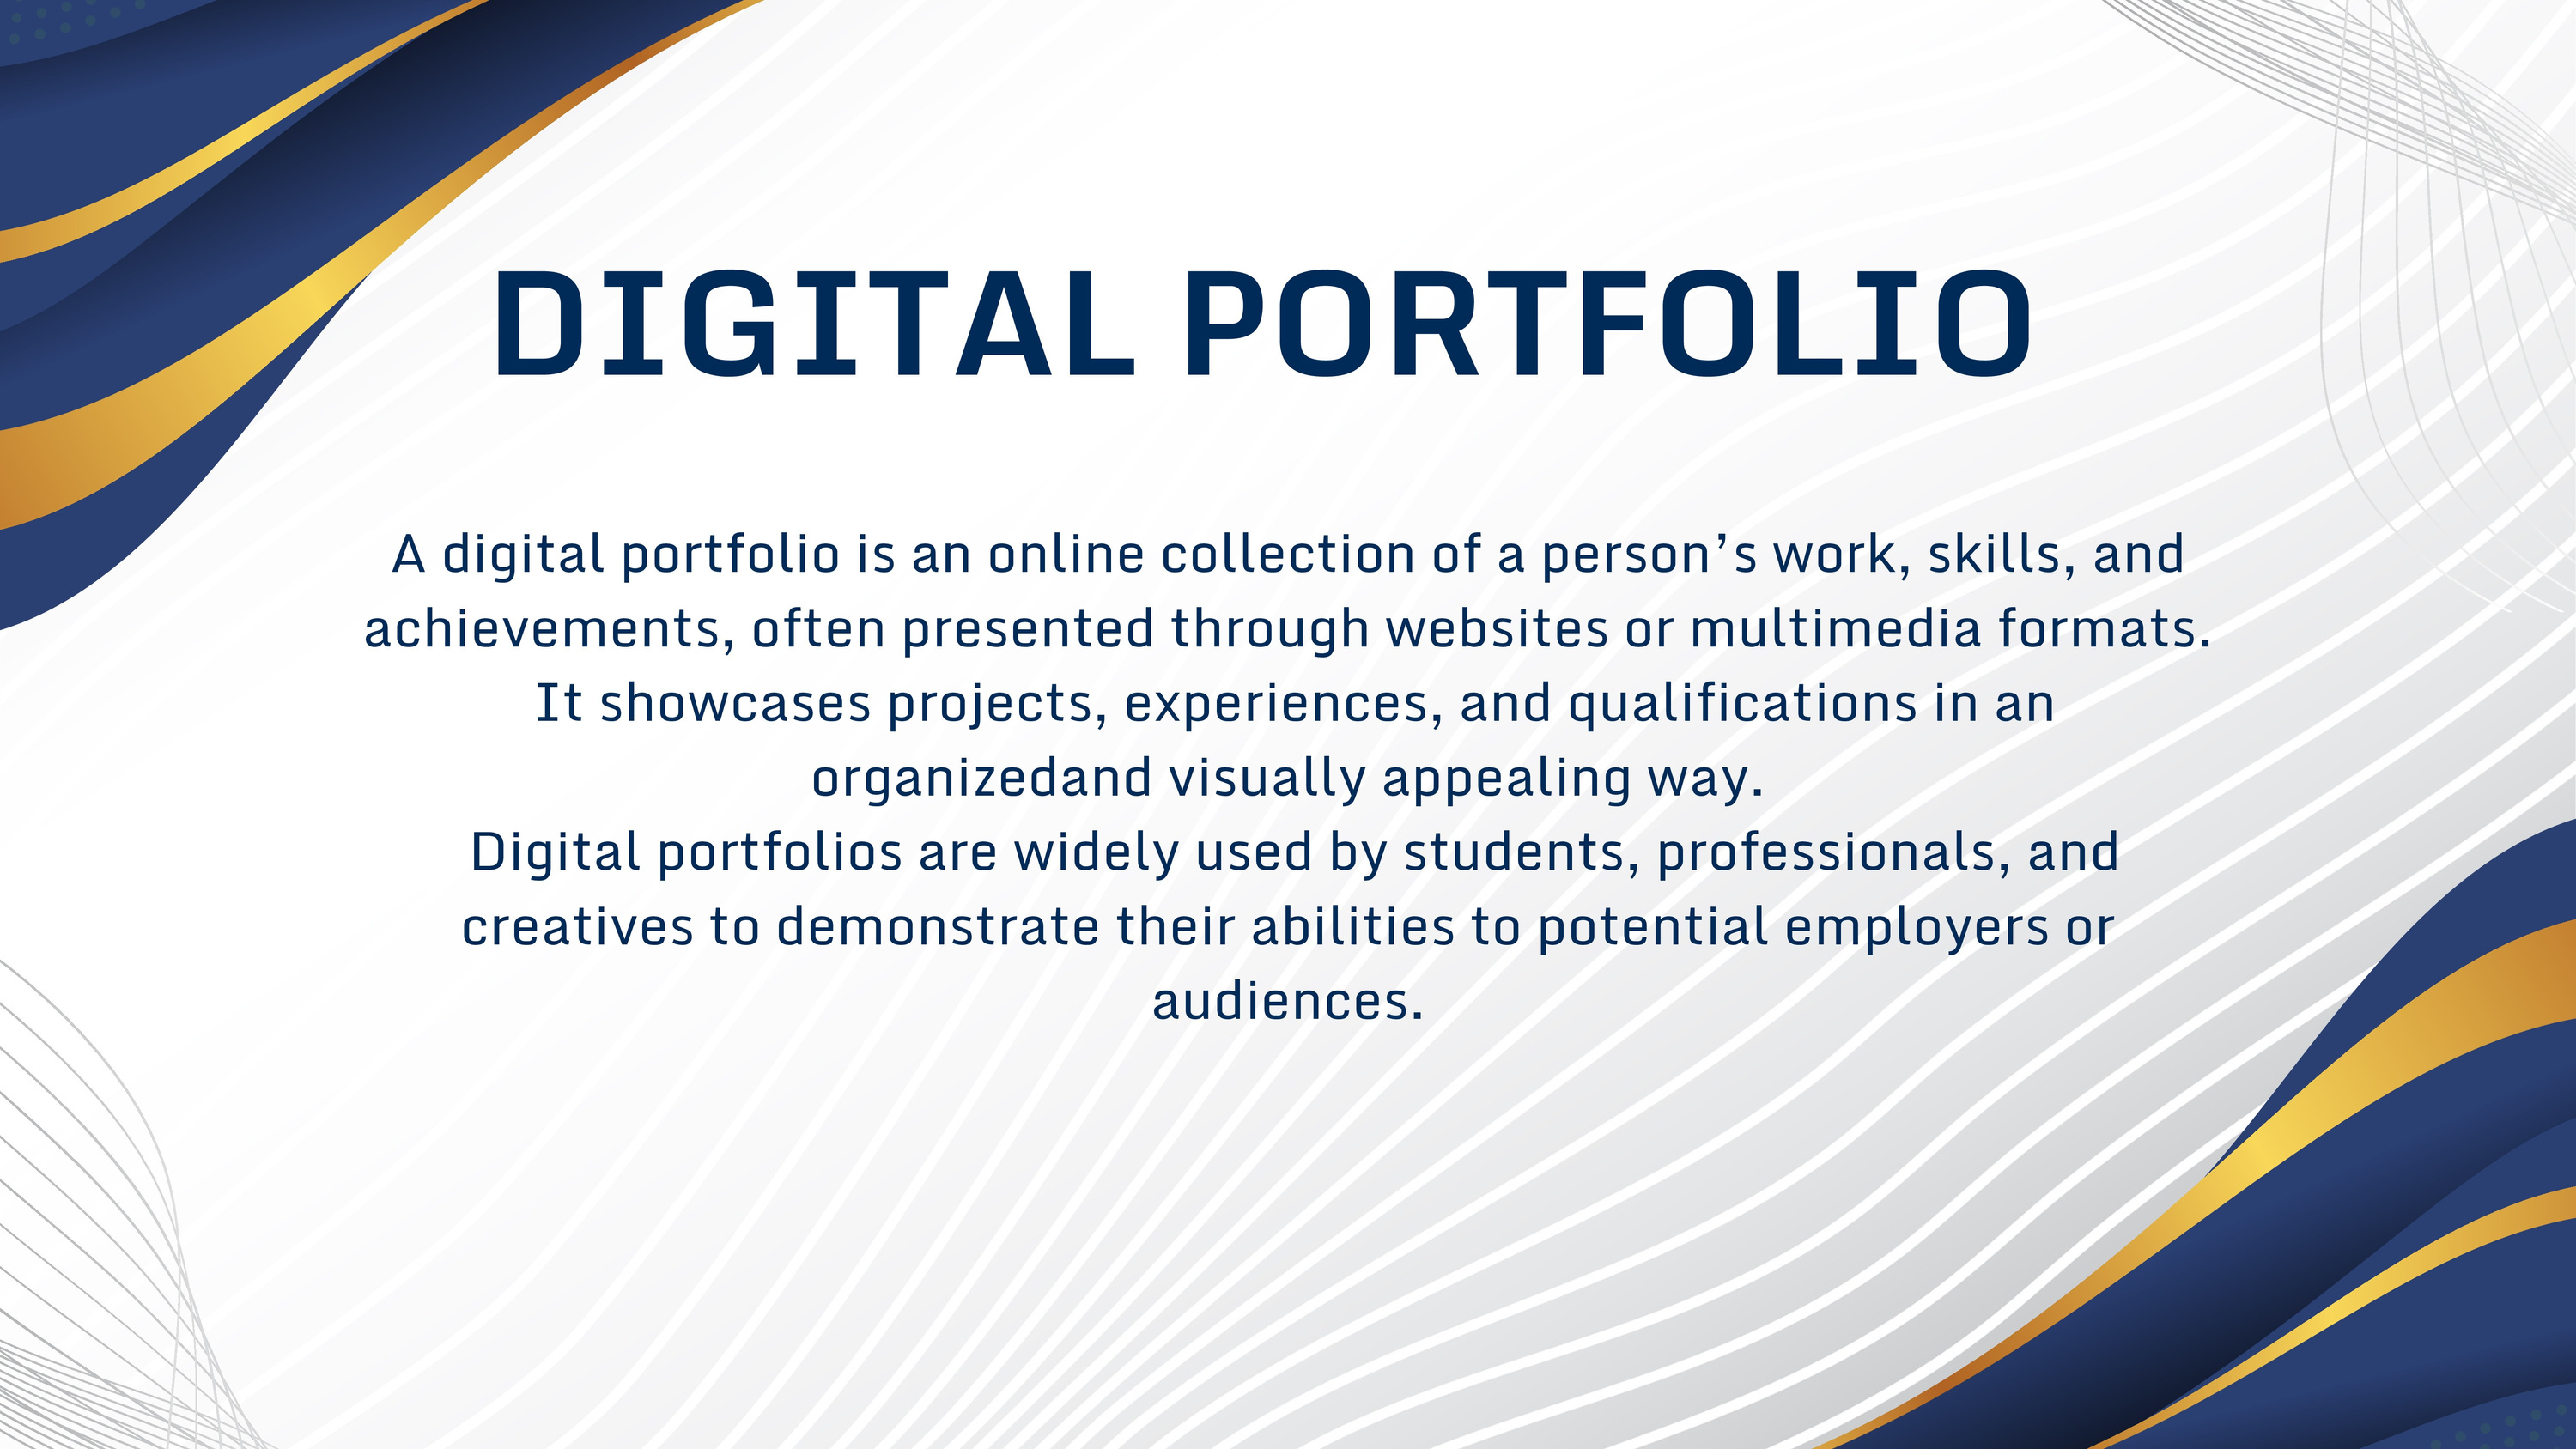 DIGITAL PORTFOLIO
A digital portfolio is an online collection of a person’s work, skills, and
achievements, often presented through websites or multimedia formats.
It showcases projects, experiences, and qualifications in an
organizedand visually appealing way.
Digital portfolios are widely used by students, professionals, and
creatives to demonstrate their abilities to potential employers or
audiences.